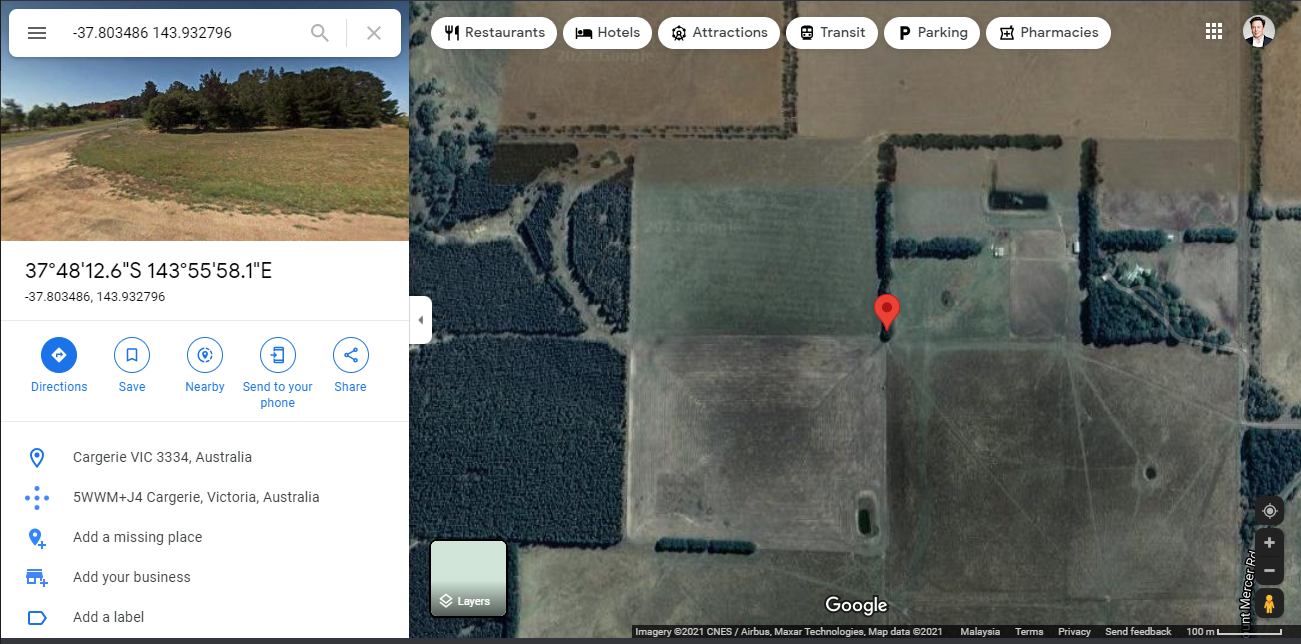 -37.803486 143.932796
Restaurants
Hotels
Attractions
Transit
Parking
Pharmacies
37°48'12.6"S 143°55'58.1"E
-37.803486, 143.932796
Directions
Save
Nearby
Send to your
phone
Share
Cargerie VIC 3334, Australia
5WWM+J4 Cargerie, Victoria, Australia
Add a missing place
Add your business
Add a label
Layers
Google
unt Mercer Rd
Imagery ©2021 CNES / Airbus, Maxar Technologies, Map data ©2021
Malaysia
Terms
Privacy
Send feedback
100 m